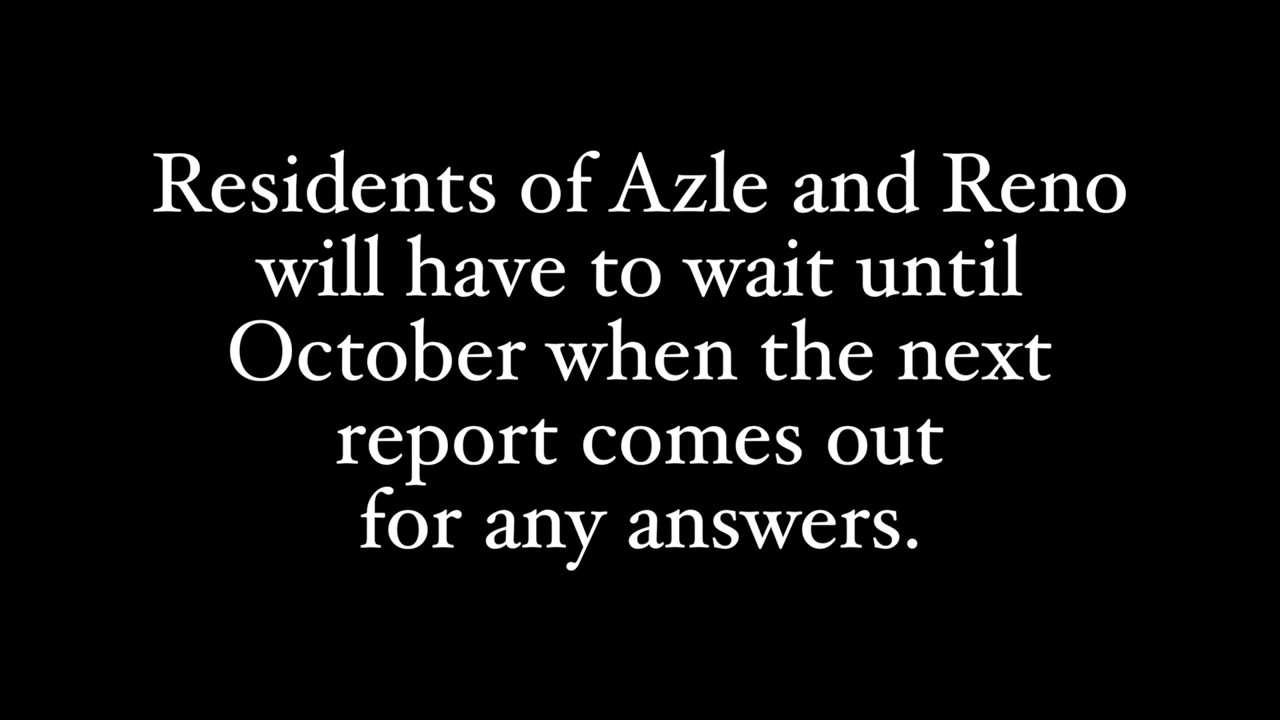 Residents of Azle and Reno
will have to wait until
October when the next
report comes out
for any answers.